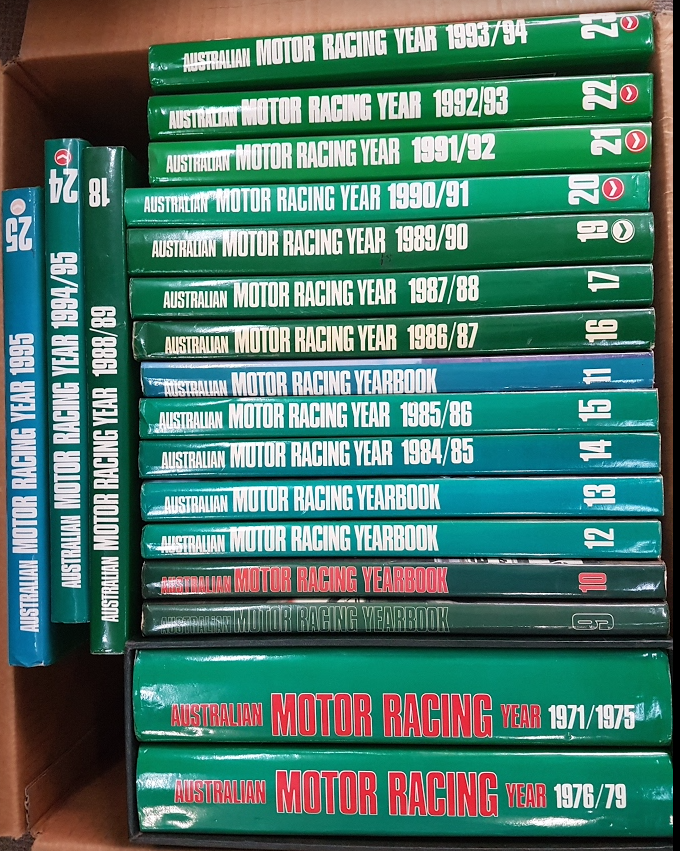 AUSTRALIAN MOTOR RACING YEAR 1993/94 23
AUSTRALIAN MOTOR RACING YEAR 1992/93 22
AUSTRALIAN MOTOR RACING YEAR 1991/92 21
AUSTRALIAN MOTOR RACING YEAR 1990/91 20
AUSTRALIAN MOTOR RACING YEAR 1989/90 19
AUSTRALIAN MOTOR RACING YEAR 1987/88 17
AUSTRALIAN MOTOR RACING YEAR 1986/87 16
AUSTRALIAN MOTOR RACING YEARBOOK 11
AUSTRALIAN MOTOR RACING YEAR 1985/86 15
AUSTRALIAN MOTOR RACING YEAR 1984/85 14
AUSTRALIAN MOTOR RACING YEARBOOK 13
AUSTRALIAN MOTOR RACING YEARBOOK 12
AUSTRALIAN MOTOR RACING YEARBOOK 10
AUSTRALIAN MOTOR RACING YEARBOOK 9
AUSTRALIAN MOTOR RACING YEAR 1971/1975
AUSTRALIAN MOTOR RACING YEAR 1976/79
AUSTRALIAN MOTOR RACING YEAR 1995 25
AUSTRALIAN MOTOR RACING YEAR 1994/95 24
AUSTRALIAN MOTOR RACING YEAR 1988/89 18